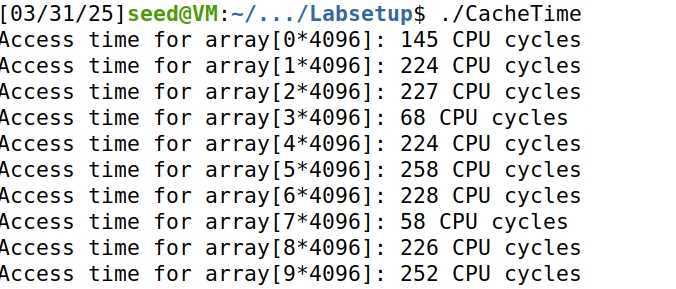 [03/31/25]seed@VM:~/.../Labsetup$ ./CacheTime
Access time for array[0*4096]: 145 CPU cycles
Access time for array[1*4096]: 224 CPU cycles
Access time for array[2*4096]: 227 CPU cycles
Access time for array[3*4096]: 68 CPU cycles
Access time for array[4*4096]: 224 CPU cycles
Access time for array[5*4096]: 258 CPU cycles
Access time for array[6*4096]: 228 CPU cycles
Access time for array[7*4096]: 58 CPU cycles
Access time for array[8*4096]: 226 CPU cycles
Access time for array[9*4096]: 252 CPU cycles